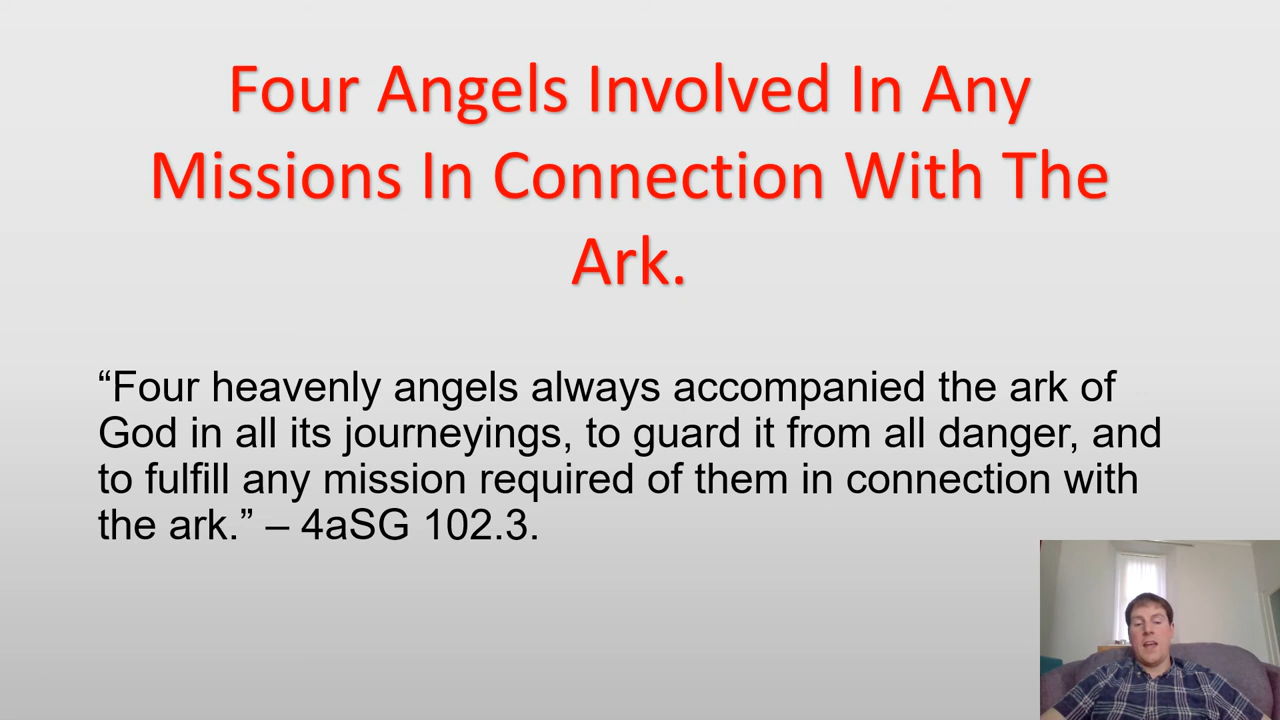 Four Angels Involved In Any
Missions In Connection With The
Ark.
“Four heavenly angels always accompanied the ark of
God in all its journeyings, to guard it from all danger, and
to fulfill any mission required of them in connection with
the ark.” – 4aSG 102.3.